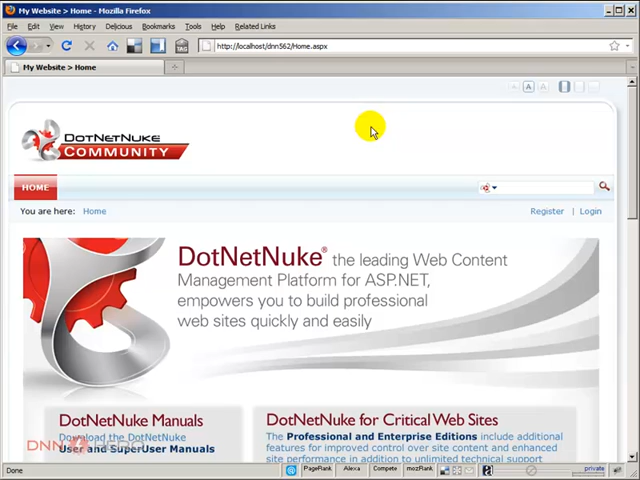 My Website > Home - Mozilla Firefox
File Edit View History Delicious Bookmarks Tools Help Related Links
TAG
http://localhost/dnn562/Home.aspx
My Website > Home
A A A
DOTNETNUKE
COMMUNITY
HOME
You are here: Home
Register | Login
DotNetNuke® the leading Web Content
Management Platform for ASP.NET,
empowers you to build professional
web sites quickly and easily
DotNetNuke Manuals
Download the DotNetNuke
User and SuperUser Manuals
DotNetNuke for Critical Web Sites
The Professional and Enterprise Editions include additional
features for improved control over site content and enhanced
site performance in addition to unlimited technical support
DNN HERO
Done
PageRank Alexa Compete mozRank
private